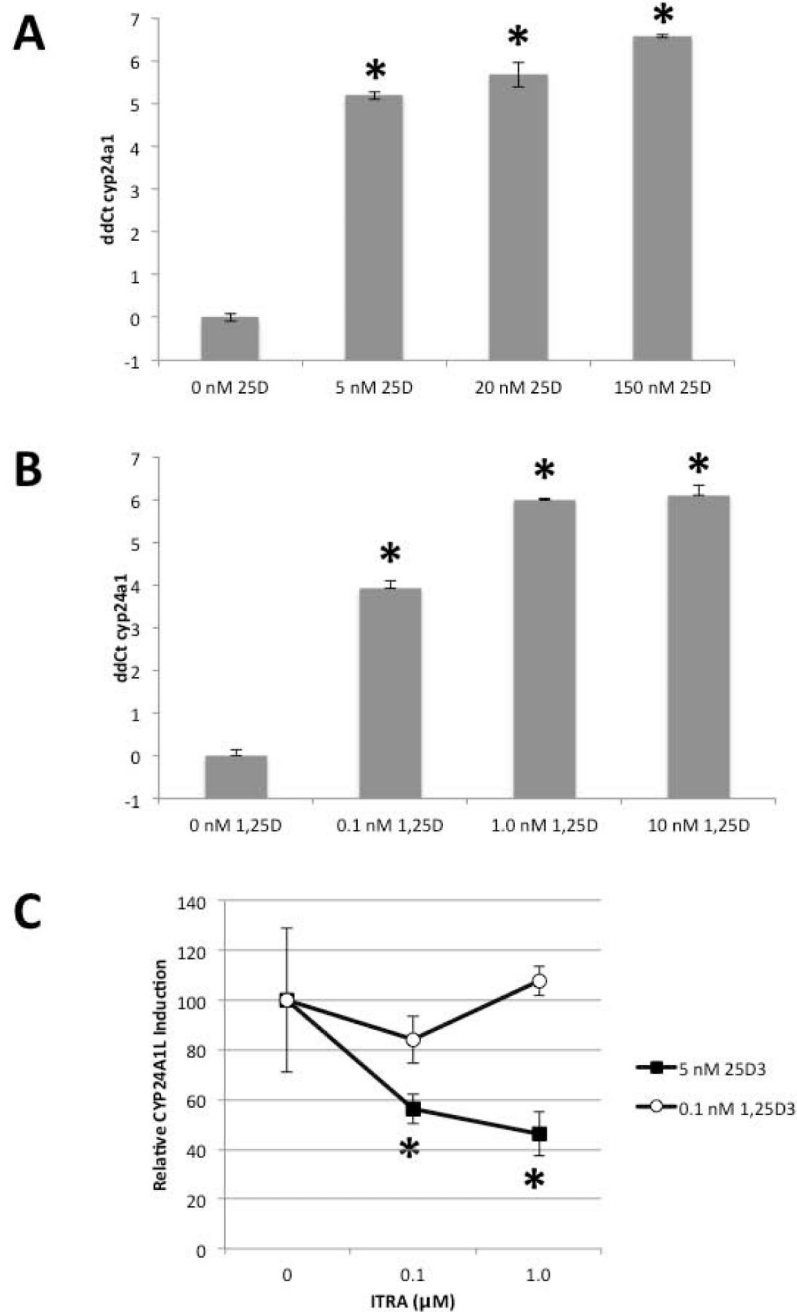 A
7
6
5
4
3
2
1
0
-1
ddCt cyp24a1
*
*
*
0 nM 25D
5 nM 25D
20 nM 25D
150 nM 25D
B
7
6
5
4
3
2
1
0
-1
ddCt cyp24a1
*
*
*
0 nM 1,25D
0.1 nM 1,25D
1.0 nM 1,25D
10 nM 1,25D
C
140
120
100
80
60
40
20
0
Relative CYP24A1L Induction
*
*
5 nM 25D3
0.1 nM 1,25D3
0
0.1
1.0
ITRA (μM)